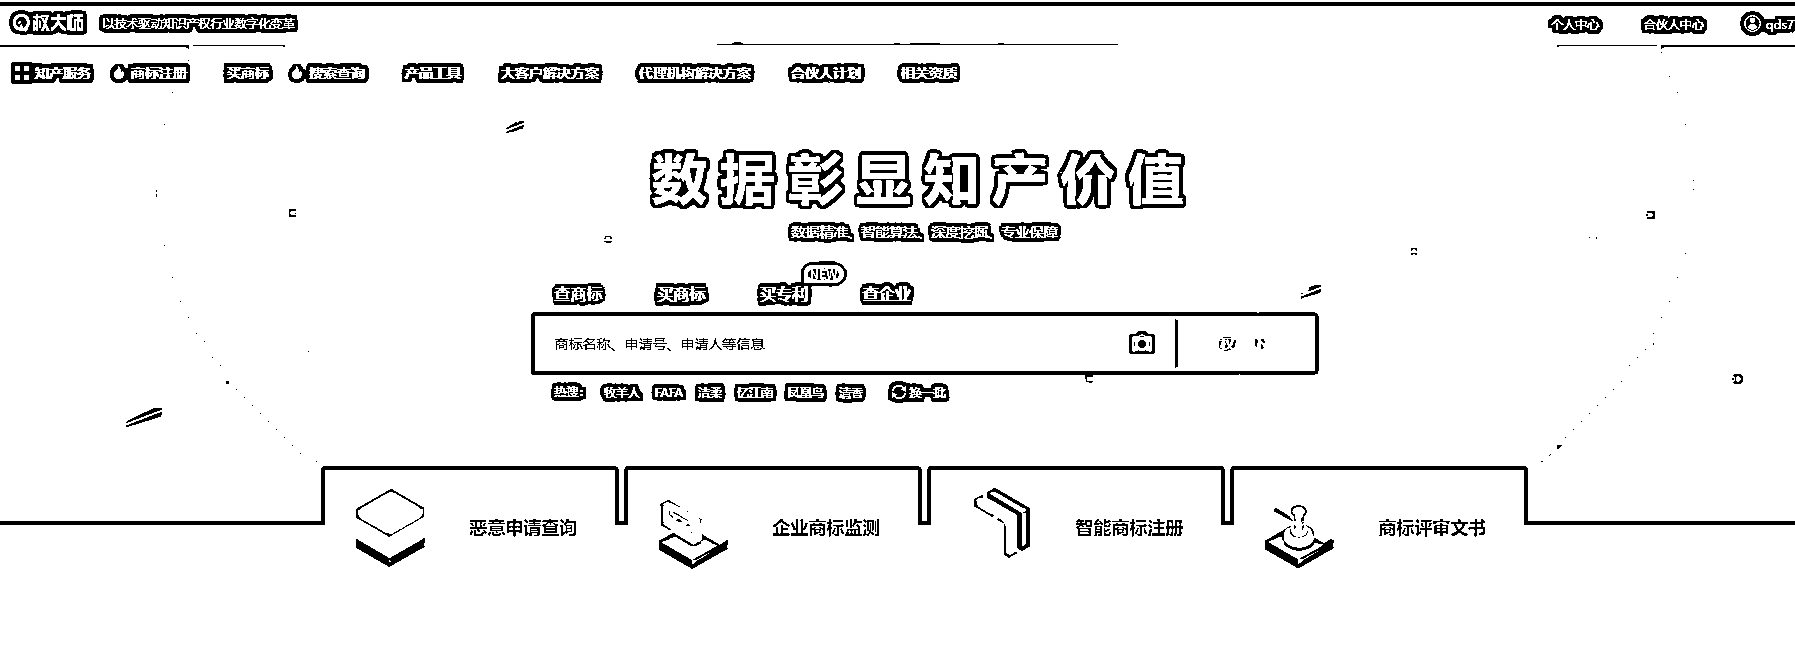 权大师 以技术驱动知识产权行业数字化变革 个人中心 合伙人中心 qds7
知产服务 商标注册 买商标 搜索查询 产品工具 大客户解决方案 代理机构解决方案 合伙人计划 相关资质
数据彰显知产价值
数据精准、智能算法、深度挖掘、专业保障
NEW
查商标 买商标 买专利 查企业
商标名称、申请号、申请人等信息
热搜: 牧羊人 FAFA 洁柔 忆江南 凤凰鸟 清香 换一批
恶意申请查询 企业商标监测 智能商标注册 商标评审文书